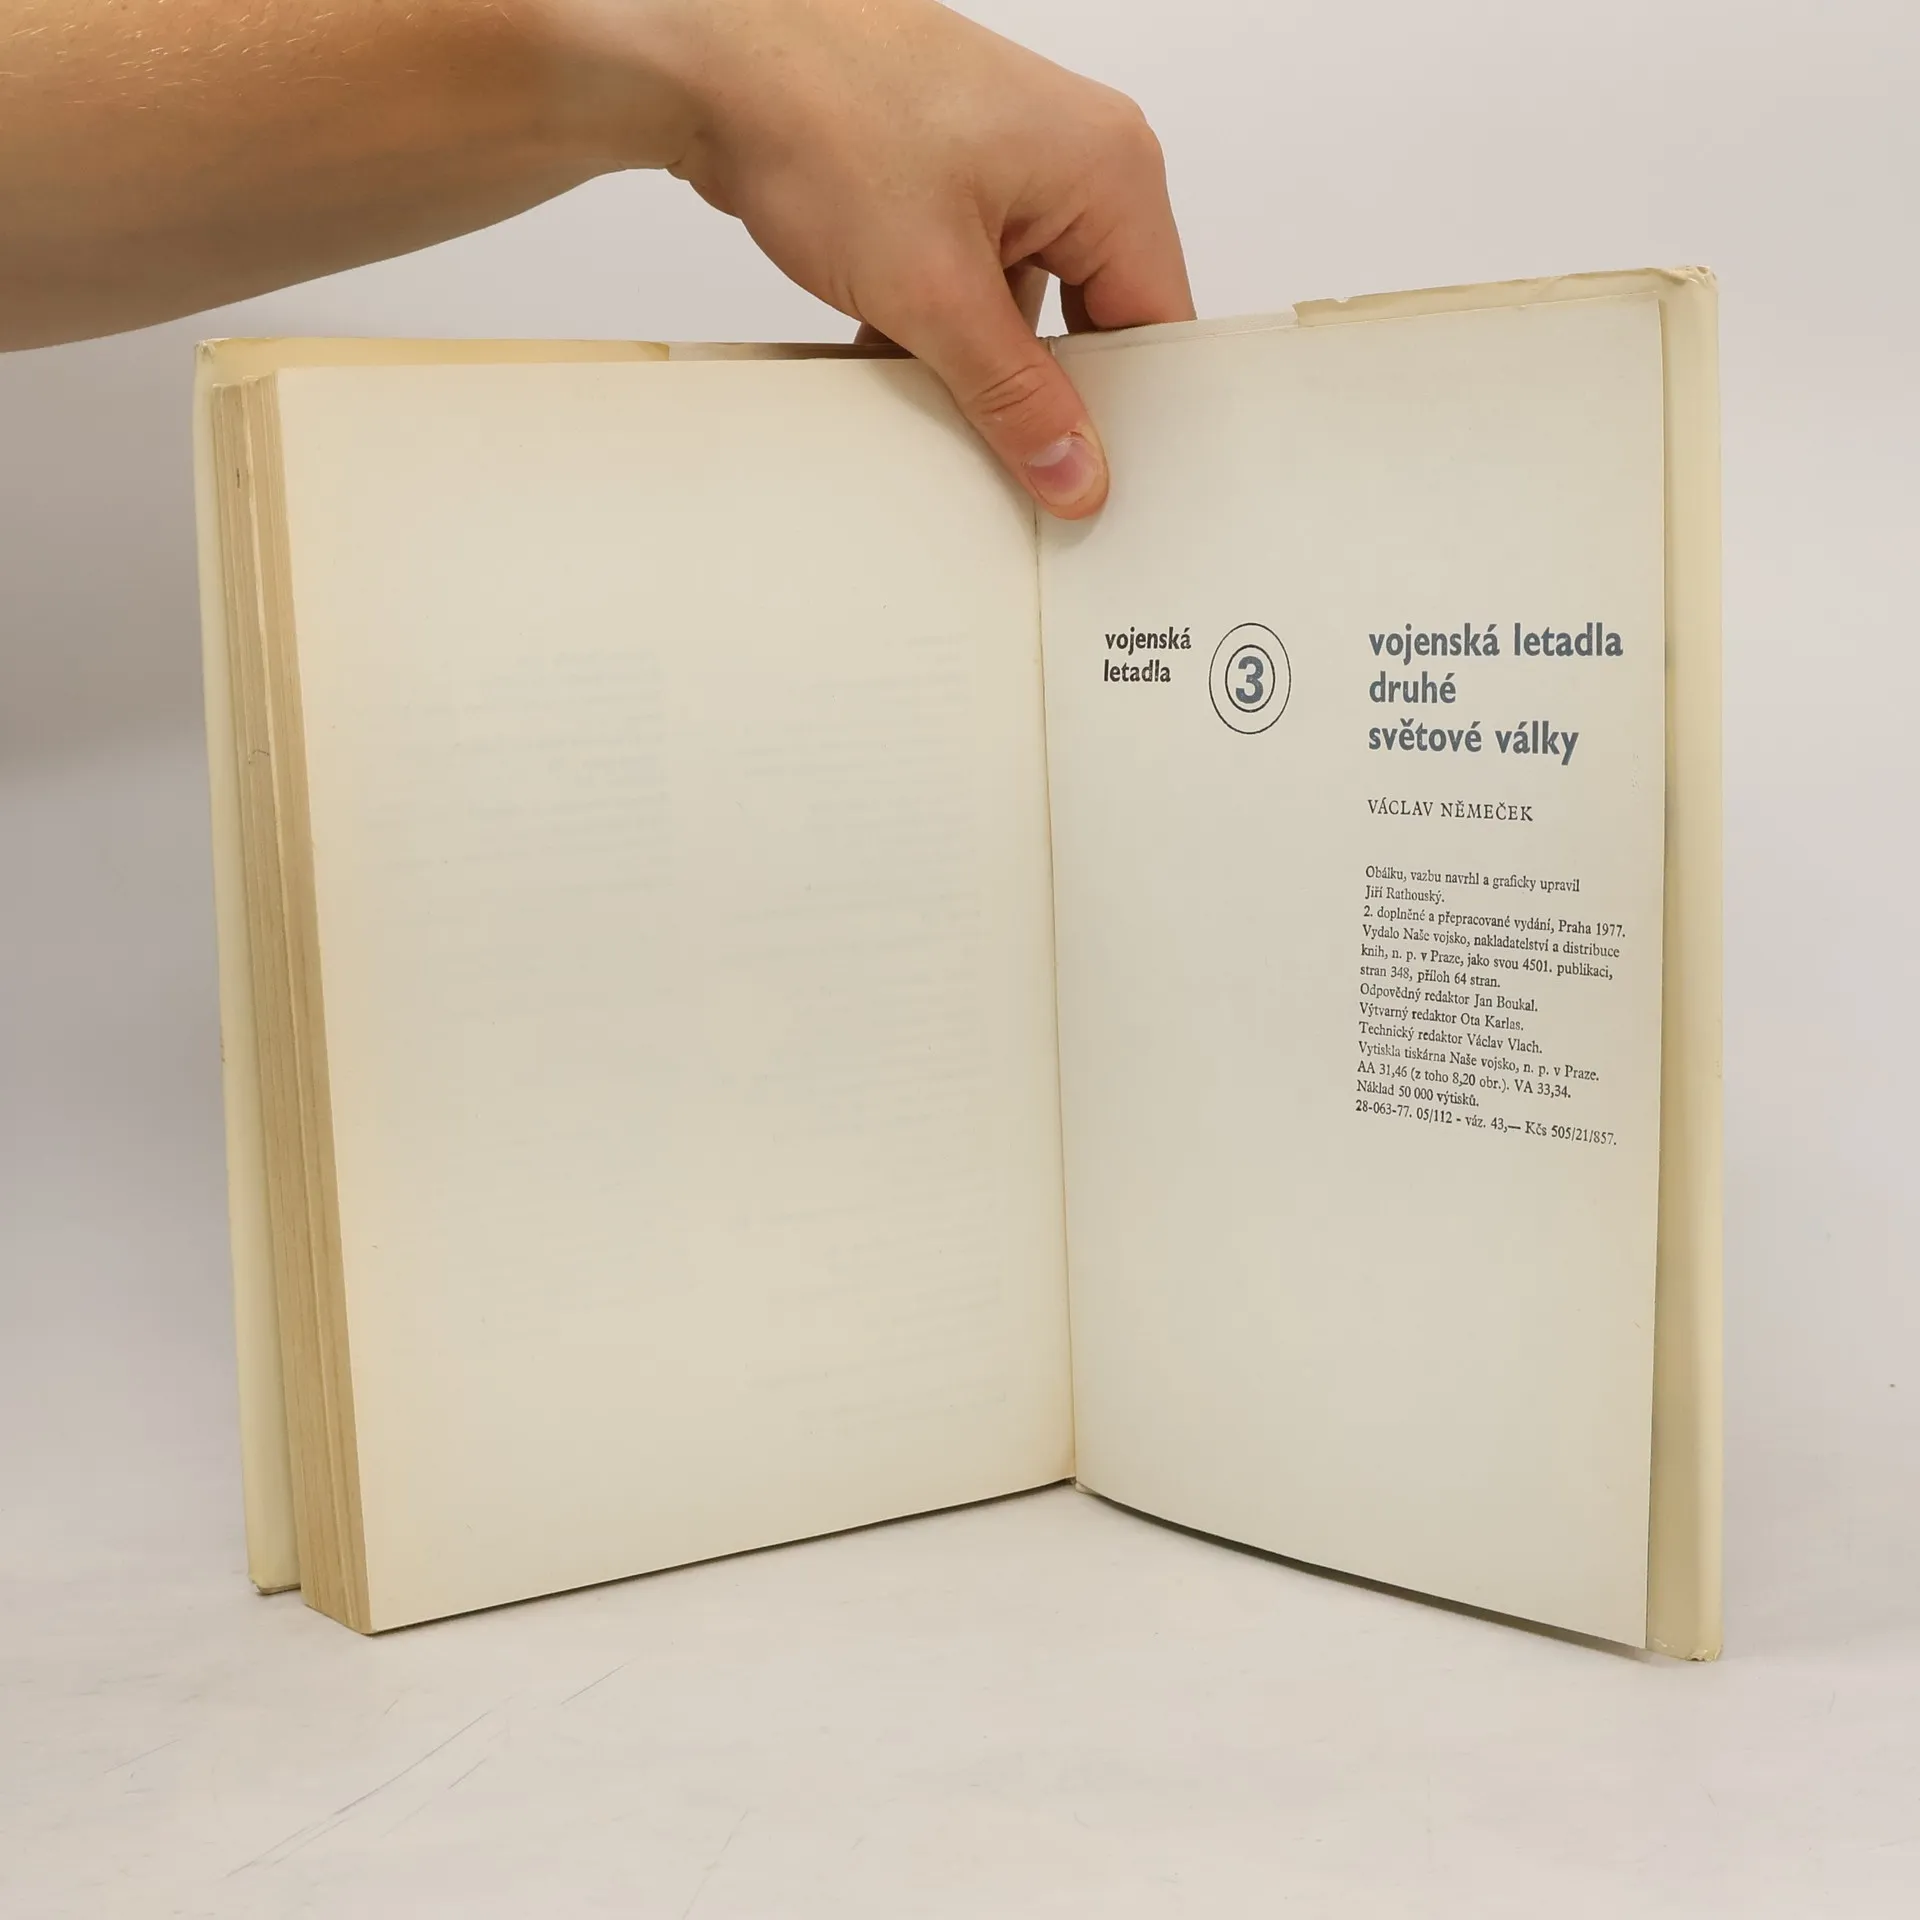 vojenská
letadla
3
vojenská letadla
druhé
světové války
VÁCLAV NĚMEČEK
Obálku, vazbu navrhl a graficky upravil
Jiří Rathouský.
2. doplněné a přepracované vydání, Praha 1977.
Vydalo Naše vojsko, nakladatelství a distribuce
knih, n. p. v Praze, jako svou 4501. publikaci,
stran 348, příloh 64 stran.
Odpovědný redaktor Jan Boukal.
Výtvarný redaktor Ota Karlas.
Technický redaktor Václav Vlach.
Vytiskla tiskárna Naše vojsko, n. p. v Praze.
AA 31,46 (z toho 8,20 obr.). VA 33,34.
Náklad 50 000 výtisků.
28-063-77. 05/112 - váz. 43,— Kčs 505/21/857.